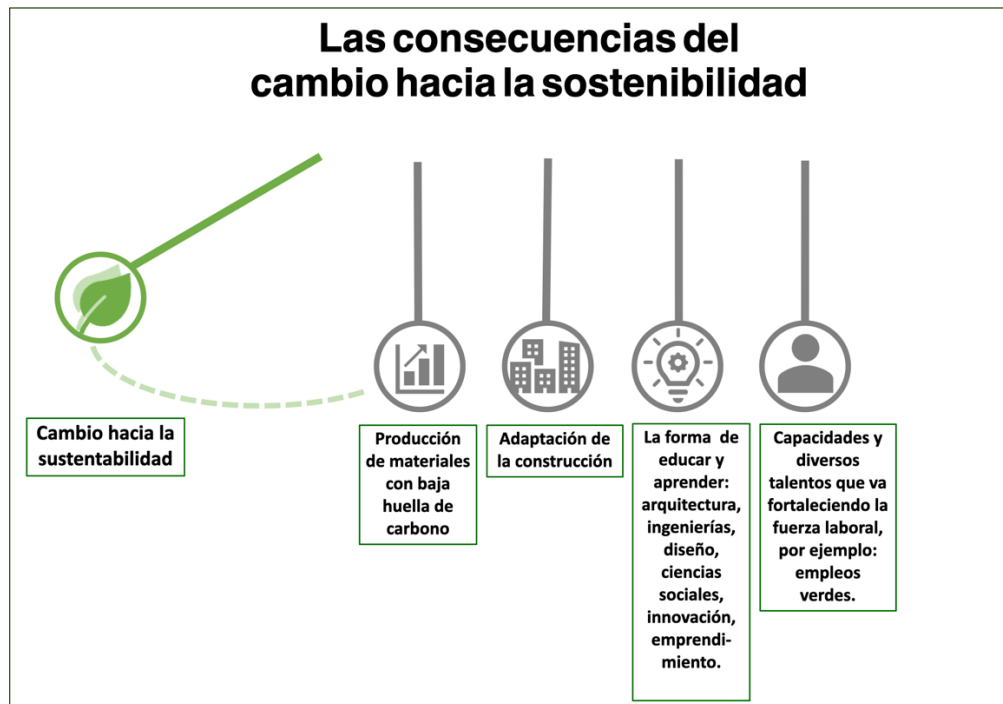 Las consecuencias del
cambio hacia la sostenibilidad
Cambio hacia la
sustentabilidad
Producción
de materiales
con baja
huella de
carbono
Adaptación de
la construcción
La forma de
educar y
aprender:
arquitectura,
ingenierías,
diseño,
ciencias
sociales,
innovación,
emprendi-
miento.
Capacidades y
diversos
talentos que va
fortaleciendo la
fuerza laboral,
por ejemplo:
empleos
verdes.